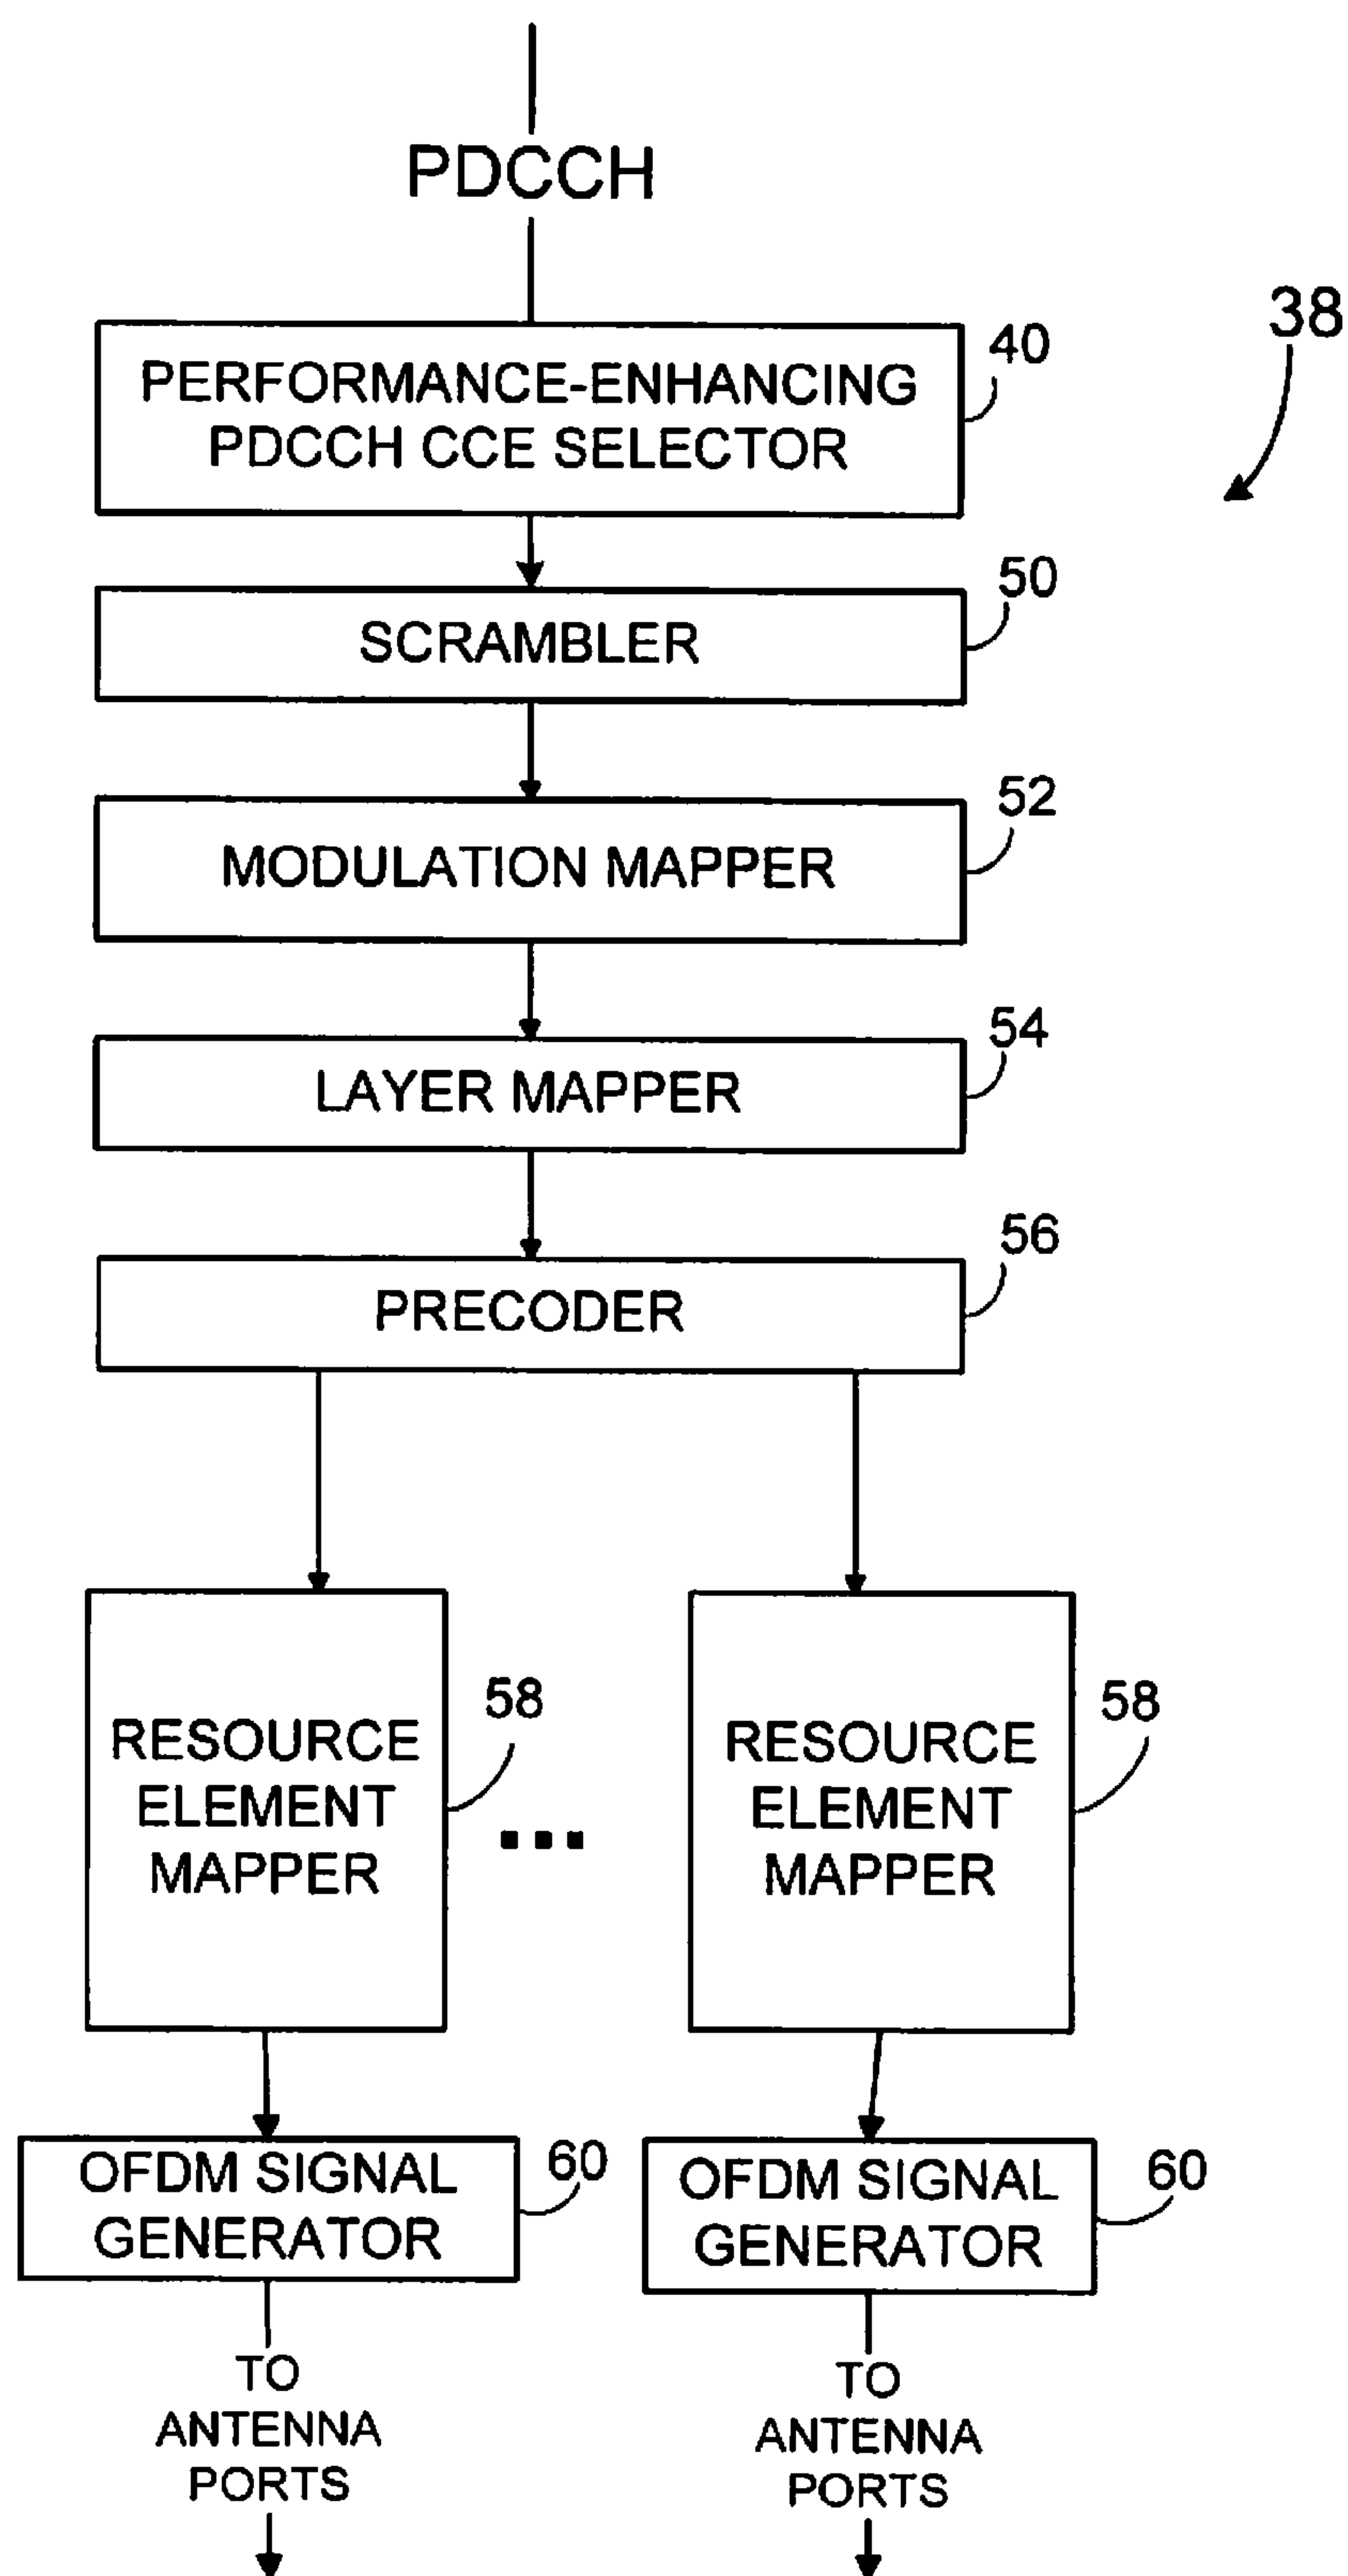 PDCCH
38
PERFORMANCE-ENHANCING
PDCCH CCE SELECTOR
40
SCRAMBLER
50
MODULATION MAPPER
52
LAYER MAPPER
54
PRECODER
56
RESOURCE
ELEMENT
MAPPER
58
RESOURCE
ELEMENT
MAPPER
58
OFDM SIGNAL
GENERATOR
60
OFDM SIGNAL
GENERATOR
60
TO
ANTENNA
PORTS
TO
ANTENNA
PORTS